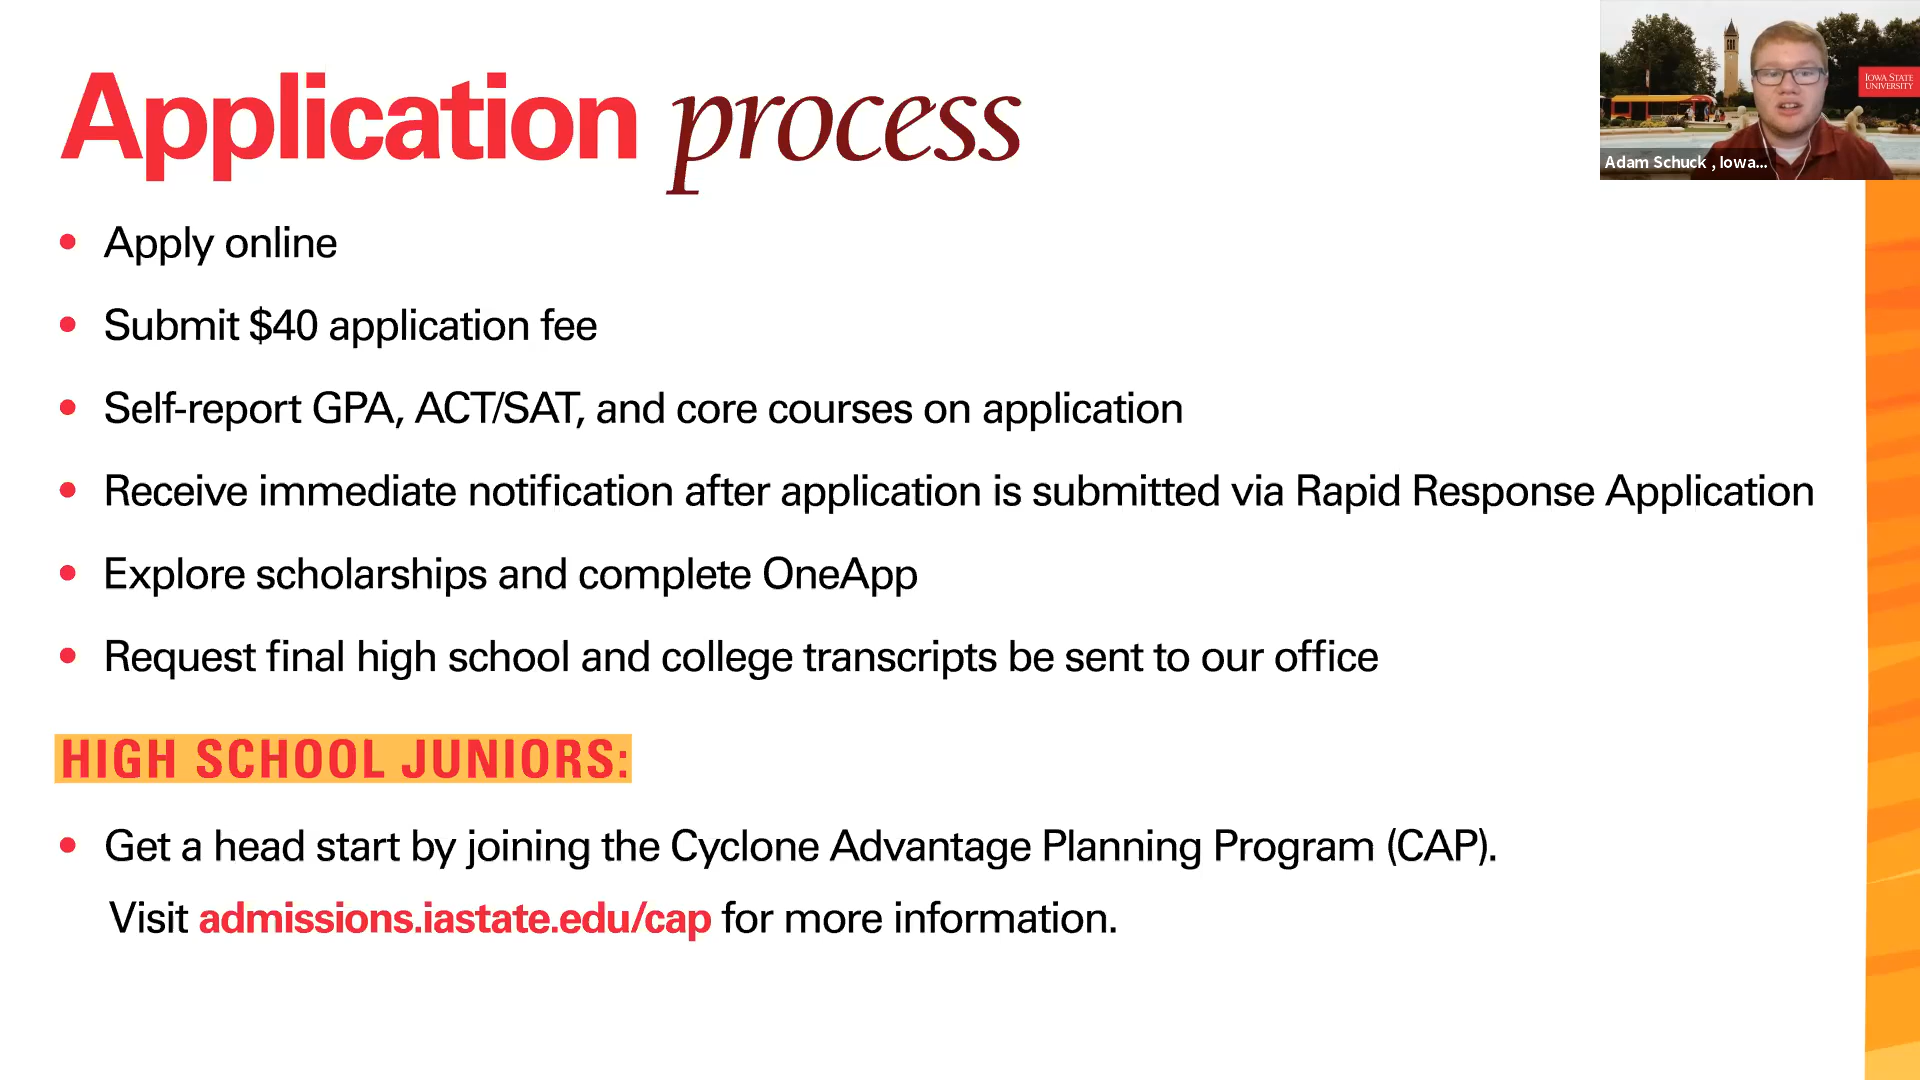 Application process
• Apply online
• Submit $40 application fee
• Self-report GPA, ACT/SAT, and core courses on application
• Receive immediate notification after application is submitted via Rapid Response Application
• Explore scholarships and complete OneApp
• Request final high school and college transcripts be sent to our office
HIGH SCHOOL JUNIORS:
• Get a head start by joining the Cyclone Advantage Planning Program (CAP).
Visit admissions.iastate.edu/cap for more information.
IOWA STATE
UNIVERSITY
Adam Schuck , Iowa...